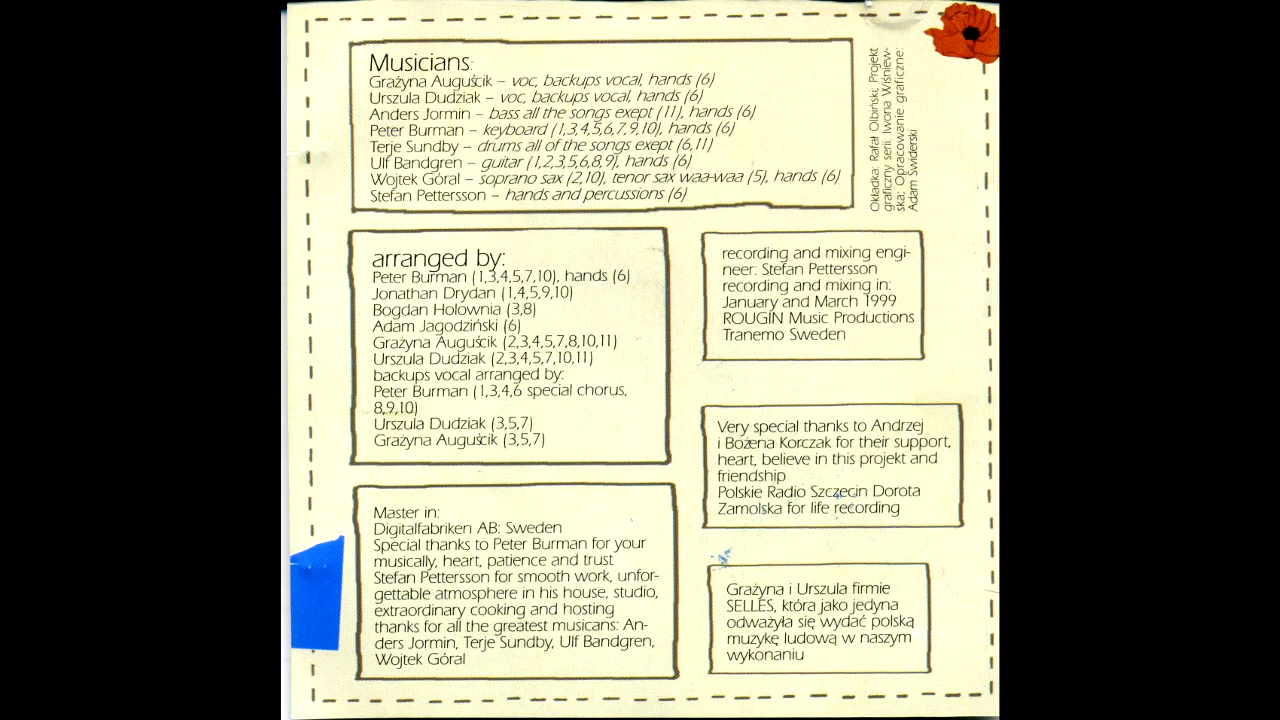 Musicians:
Grażyna Auguścik – voc, backups vocal, hands (6)
Urszula Dudziak – voc, backups vocal, hands (6)
Anders Jormin – bass all the songs exept (11), hands (6)
Peter Burman – keyboard (1,3,4,5,6,7,9,10), hands (6)
Terje Sundby – drums all of the songs exept (6,11)
Ulf Bandgren – guitar (1,2,3,5,6,8,9), hands (6)
Wojtek Góral – soprano sax (2,10), tenor sax waa-waa (5), hands (6)
Stefan Pettersson – hands and percussions (6)
Okładka: Rafał Olbiński; Projekt
graficzny serii: Iwona Wiśniew-
ska; Opracowanie graficzne:
Adam Świderski
arranged by:
Peter Burman (1,3,4,5,7,10), hands (6)
Jonathan Drydan (1,4,5,9,10)
Bogdan Hołownia (3,8)
Adam Jagodziński (6)
Grażyna Auguścik (2,3,4,5,7,8,10,11)
Urszula Dudziak (2,3,4,5,7,10,11)
backups vocal arranged by:
Peter Burman (1,3,4,6 special chorus,
8,9,10)
Urszula Dudziak (3,5,7)
Grażyna Auguścik (3,5,7)
recording and mixing engi-
neer: Stefan Pettersson
recording and mixing in:
January and March 1999
ROUGIN Music Productions
Tranemo Sweden
Very special thanks to Andrzej
i Bożena Korczak for their support,
heart, believe in this projekt and
friendship
Polskie Radio Szczecin Dorota
Zamolska for life recording
Master in:
Digitalfabriken AB: Sweden
Special thanks to Peter Burman for your
musically, heart, patience and trust
Stefan Pettersson for smooth work, unfor-
gettable atmosphere in his house, studio,
extraordinary cooking and hosting
thanks for all the greatest musicans: An-
ders Jormin, Terje Sundby, Ulf Bandgren,
Wojtek Góral
Grażyna i Urszula firmie
SELLES, która jako jedyna
odważyła się wydać polską
muzykę ludową w naszym
wykonaniu